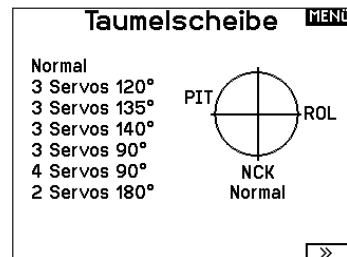 Taumelscheibe
MENÜ
Normal
3 Servos 120°
3 Servos 135°
3 Servos 140°
3 Servos 90°
4 Servos 90°
2 Servos 180°
PIT
ROL
NCK
Normal
>>